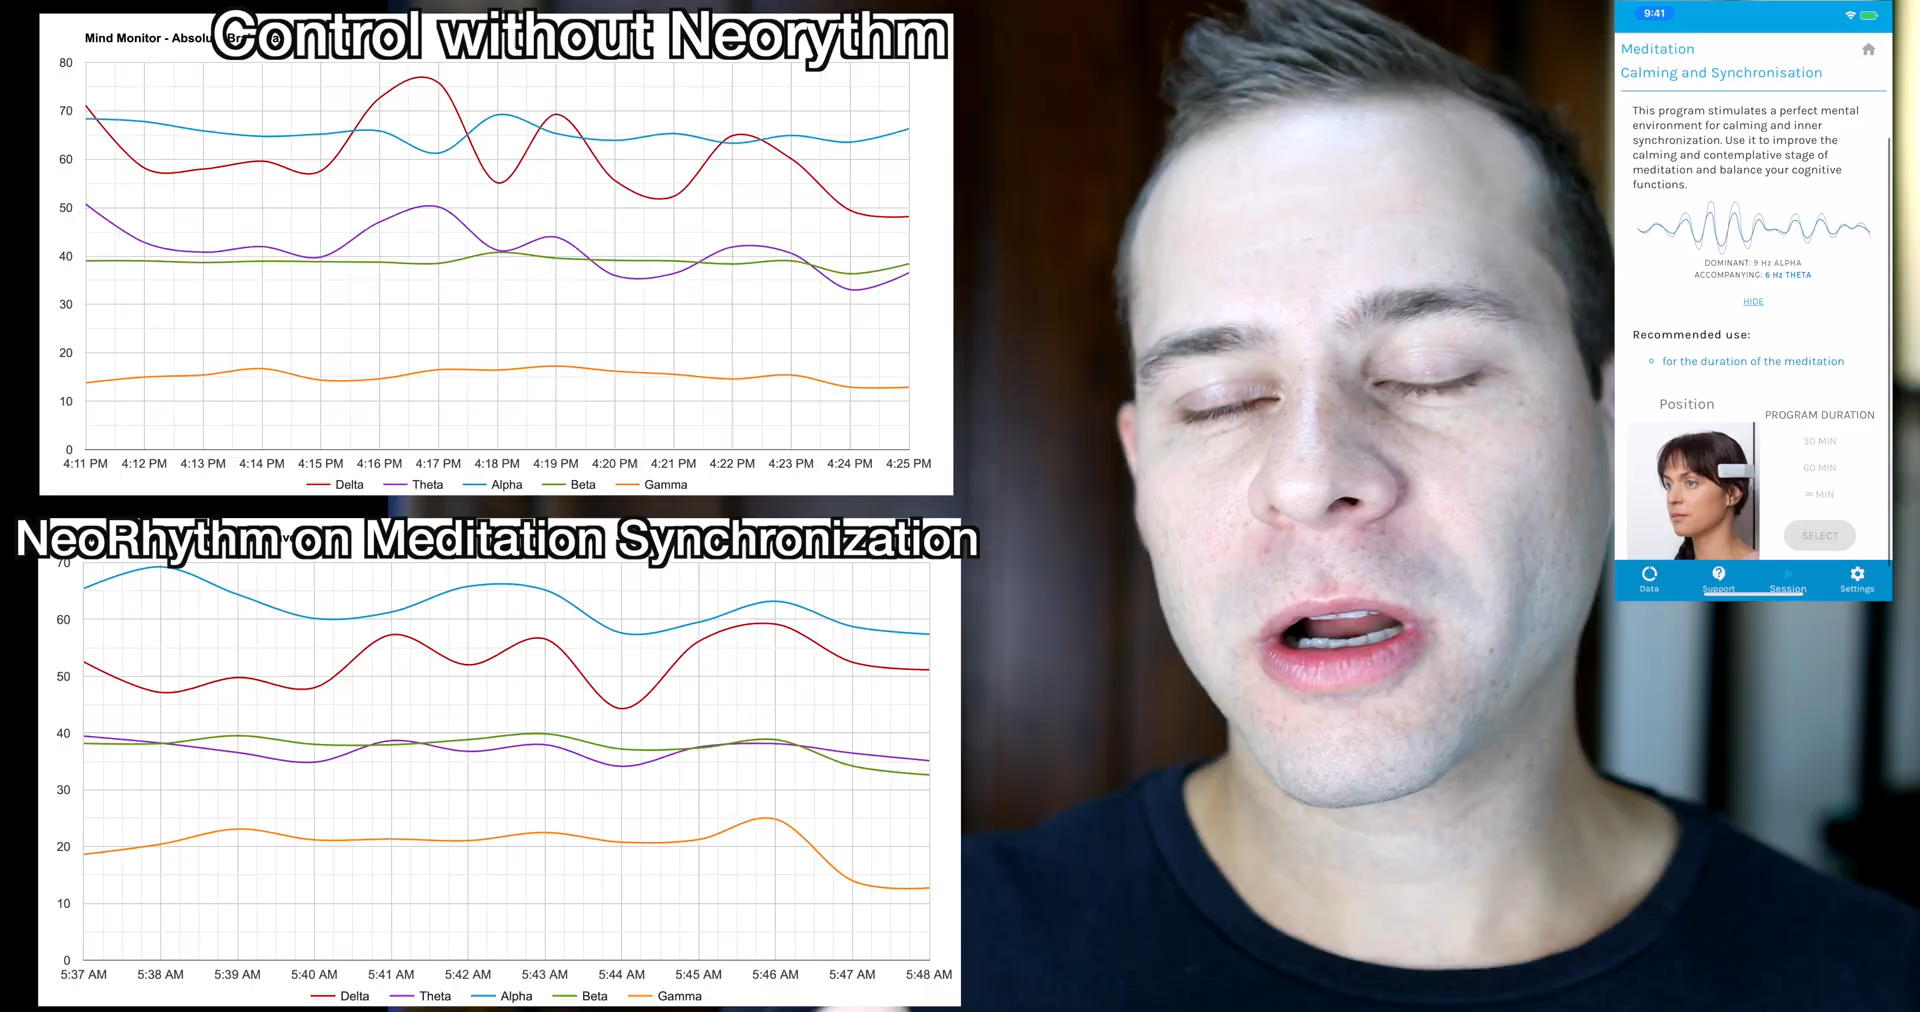 Control without Neorythm
Mind Monitor - Absolu
80
70
60
50
40
30
20
10
0
4:11 PM 4:12 PM 4:13 PM 4:14 PM 4:15 PM 4:16 PM 4:17 PM 4:18 PM 4:19 PM 4:20 PM 4:21 PM 4:22 PM 4:23 PM 4:24 PM 4:25 PM
Delta Theta Alpha Beta Gamma
NeoRhythm on Meditation Synchronization
70
60
50
40
30
20
10
0
5:37 AM 5:38 AM 5:39 AM 5:40 AM 5:41 AM 5:42 AM 5:43 AM 5:44 AM 5:45 AM 5:46 AM 5:47 AM 5:48 AM
Delta Theta Alpha Beta Gamma
9:41
Meditation
Calming and Synchronisation
This program stimulates a perfect mental
environment for calming and inner
synchronization. Use it to improve the
calming and contemplative stage of
meditation and balance your cognitive
functions.
DOMINANT: 9 Hz ALPHA
ACCOMPANYING: 6 Hz THETA
HIDE
Recommended use:
for the duration of the meditation
Position
PROGRAM DURATION
30 MIN
60 MIN
∞ MIN
SELECT
Data Support Session Settings